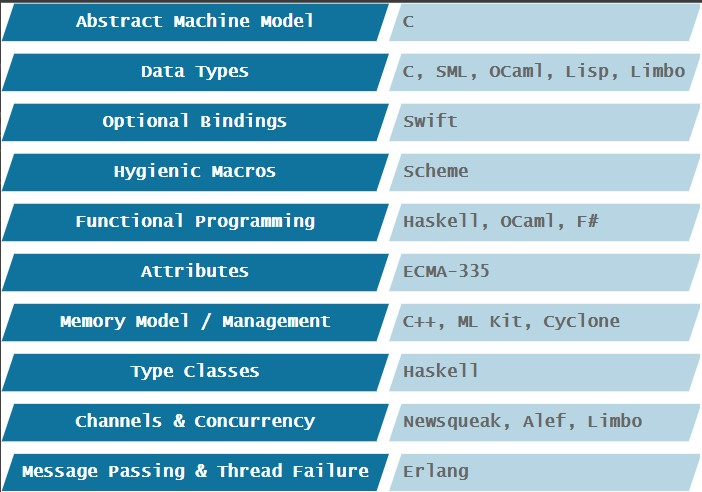 Abstract Machine Model C
Data Types C, SML, OCaml, Lisp, Limbo
Optional Bindings Swift
Hygienic Macros Scheme
Functional Programming Haskell, OCaml, F#
Attributes ECMA-335
Memory Model / Management C++, ML Kit, Cyclone
Type Classes Haskell
Channels & Concurrency Newsqueak, Alef, Limbo
Message Passing & Thread Failure Erlang